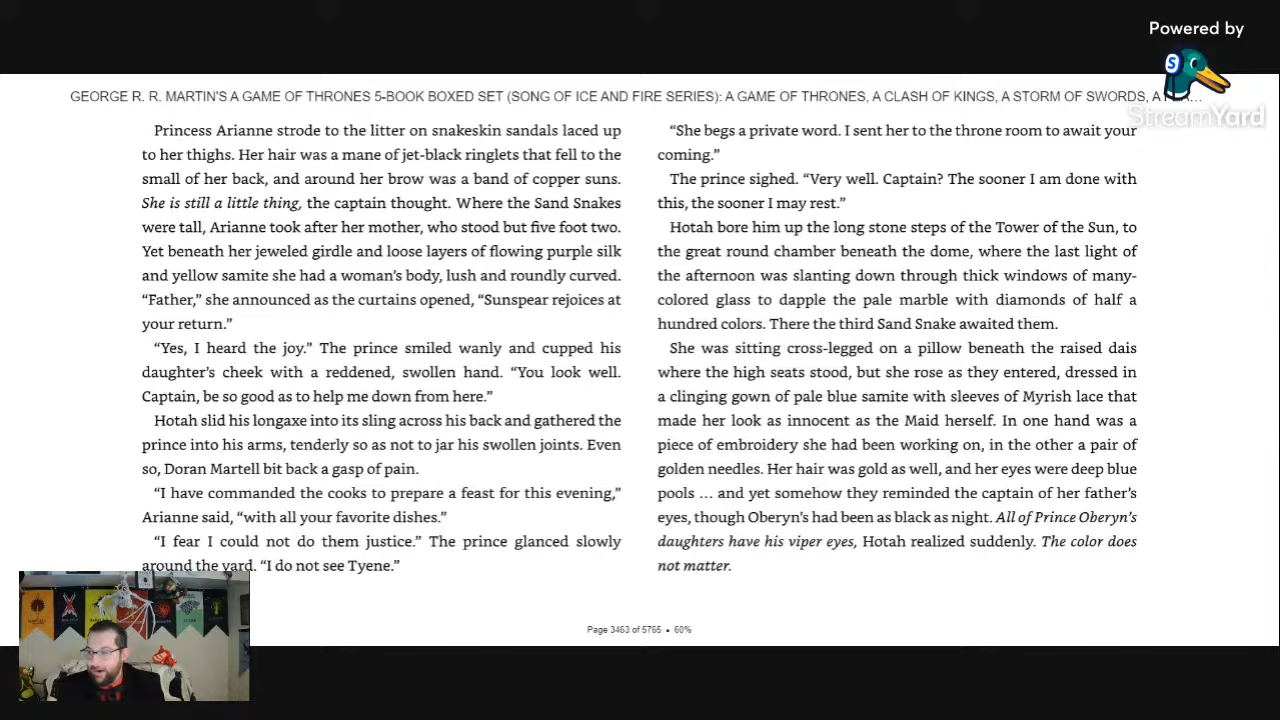 Powered by
StreamYard
GEORGE R. R. MARTIN'S A GAME OF THRONES 5-BOOK BOXED SET (SONG OF ICE AND FIRE SERIES): A GAME OF THRONES, A CLASH OF KINGS, A STORM OF SWORDS, A
Princess Arianne strode to the litter on snakeskin sandals laced up
to her thighs. Her hair was a mane of jet-black ringlets that fell to the
small of her back, and around her brow was a band of copper suns.
She is still a little thing, the captain thought. Where the Sand Snakes
were tall, Arianne took after her mother, who stood but five foot two.
Yet beneath her jeweled girdle and loose layers of flowing purple silk
and yellow samite she had a woman's body, lush and roundly curved.
“Father,” she announced as the curtains opened, “Sunspear rejoices at
your return.”
“Yes, I heard the joy.” The prince smiled wanly and cupped his
daughter's cheek with a reddened, swollen hand. “You look well.
Captain, be so good as to help me down from here.”
Hotah slid his longaxe into its sling across his back and gathered the
prince into his arms, tenderly so as not to jar his swollen joints. Even
so, Doran Martell bit back a gasp of pain.
“I have commanded the cooks to prepare a feast for this evening,”
Arianne said, “with all your favorite dishes.”
“I fear I could not do them justice.” The prince glanced slowly
around the yard. “I do not see Tyene.”
“She begs a private word. I sent her to the throne room to await your
coming.”
The prince sighed. “Very well. Captain? The sooner I am done with
this, the sooner I may rest.”
Hotah bore him up the long stone steps of the Tower of the Sun, to
the great round chamber beneath the dome, where the last light of
the afternoon was slanting down through thick windows of many-
colored glass to dapple the pale marble with diamonds of half a
hundred colors. There the third Sand Snake awaited them.
She was sitting cross-legged on a pillow beneath the raised dais
where the high seats stood, but she rose as they entered, dressed in
a clinging gown of pale blue samite with sleeves of Myrish lace that
made her look as innocent as the Maid herself. In one hand was a
piece of embroidery she had been working on, in the other a pair of
golden needles. Her hair was gold as well, and her eyes were deep blue
pools … and yet somehow they reminded the captain of her father's
eyes, though Oberyn's had been as black as night. All of Prince Oberyn's
daughters have his viper eyes, Hotah realized suddenly. The color does
not matter.
Page 3463 of 5765 • 60%